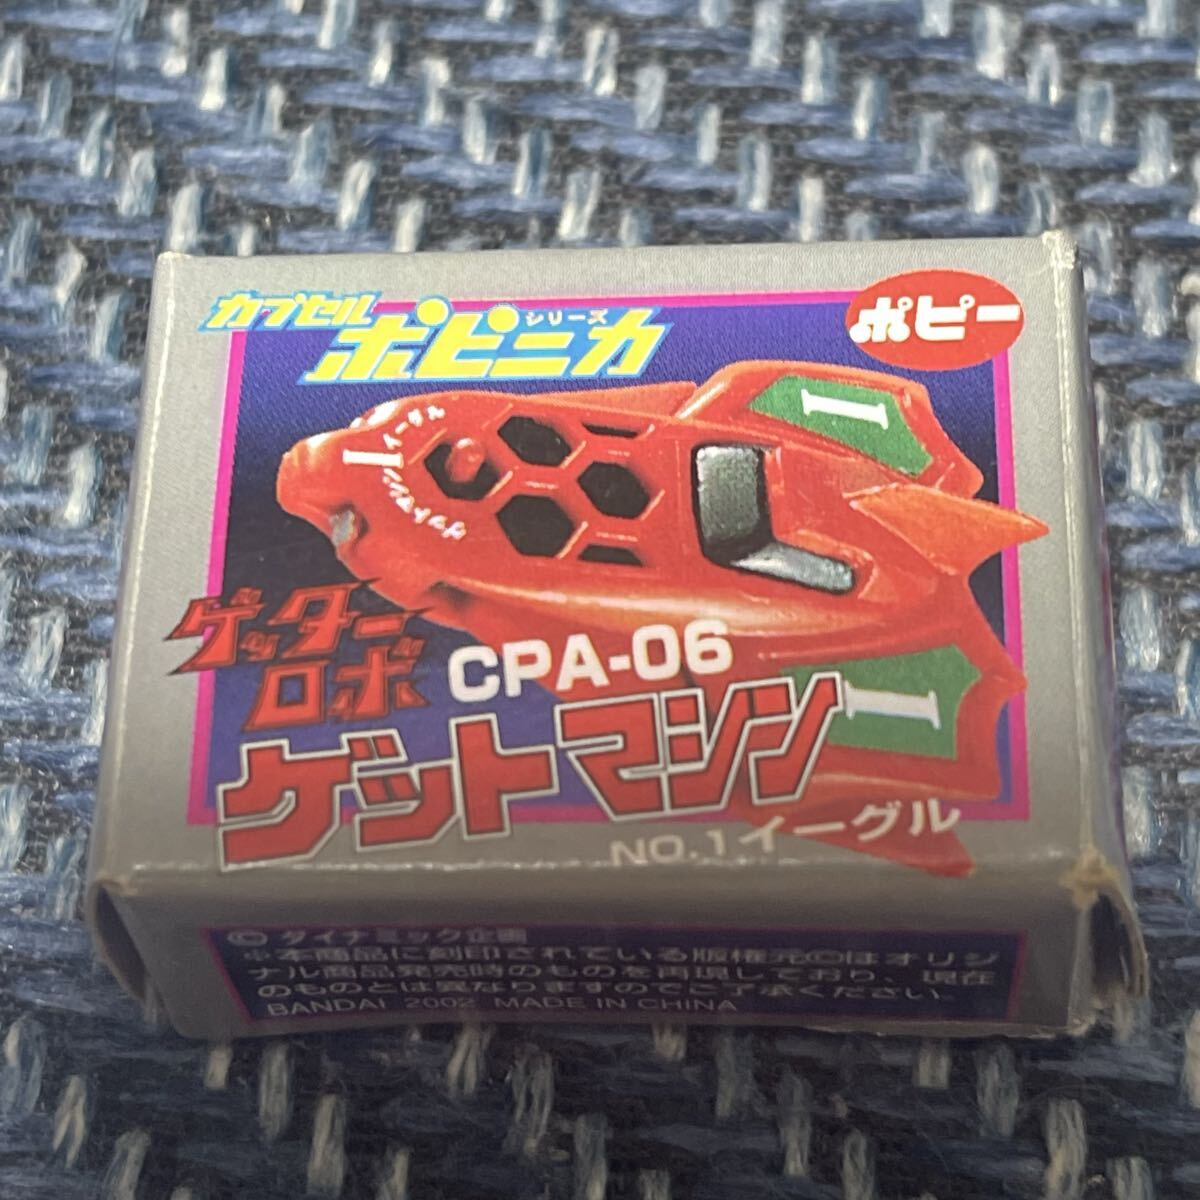 カプセル
ポピニカ
シリーズ
ポピー
I
I イーグル
ゲッター
ロボ
CPA-06
ゲットマシン
I
NO.1 イーグル
© ダイナミック企画
※本商品に刻印されている版権元©はオリジ
ナル商品発売時のものを再現しており、現在
のものとは異なりますのでご了承ください。
BANDAI 2002 MADE IN CHINA